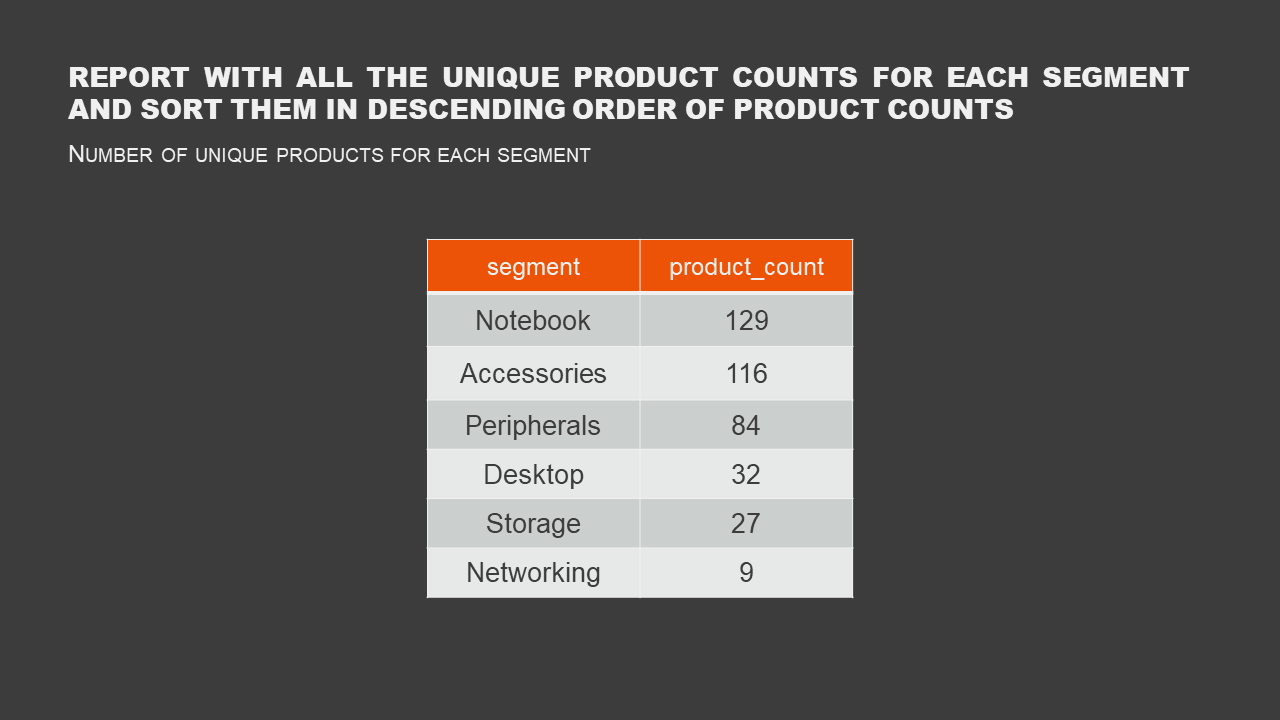 REPORT WITH ALL THE UNIQUE PRODUCT COUNTS FOR EACH SEGMENT
AND SORT THEM IN DESCENDING ORDER OF PRODUCT COUNTS
NUMBER OF UNIQUE PRODUCTS FOR EACH SEGMENT
segment product_count
Notebook 129
Accessories 116
Peripherals 84
Desktop 32
Storage 27
Networking 9